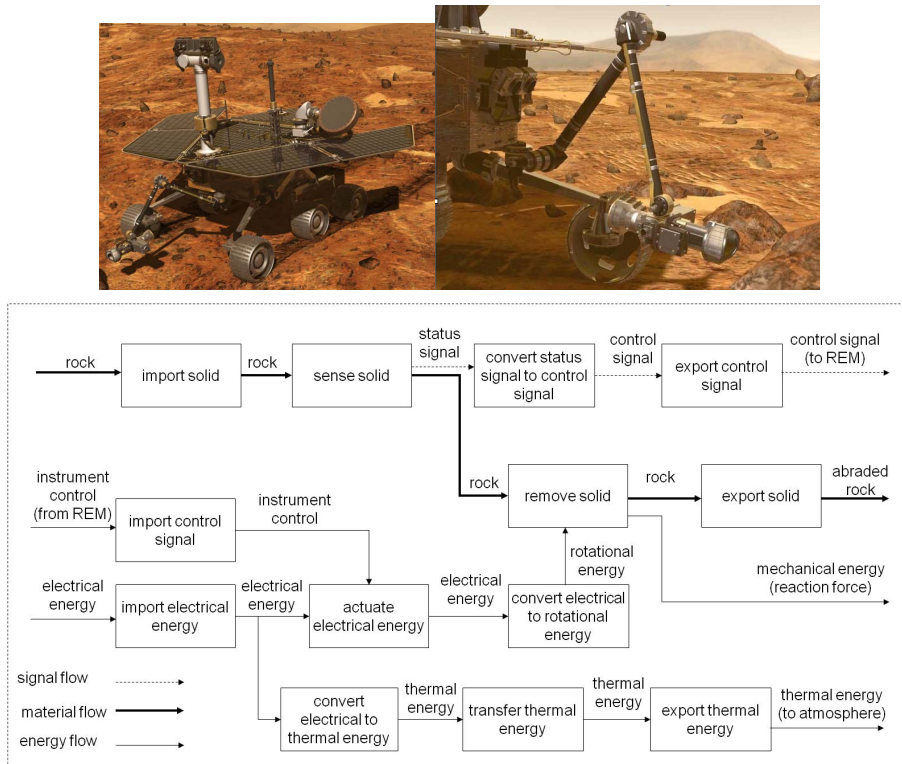 rock
import solid
rock
sense solid
status
signal
convert status
signal to control
signal
control
signal
export control
signal
control signal
(to REM)
rock
remove solid
rock
export solid
abraded
rock
instrument
control
(from REM)
import control
signal
instrument
control
rotational
energy
mechanical energy
(reaction force)
electrical
energy
import electrical
energy
electrical
energy
actuate
electrical energy
electrical
energy
convert electrical
to rotational
energy
signal flow
material flow
energy flow
convert
electrical to
thermal energy
thermal
energy
transfer thermal
energy
thermal
energy
export thermal
energy
thermal energy
(to atmosphere)